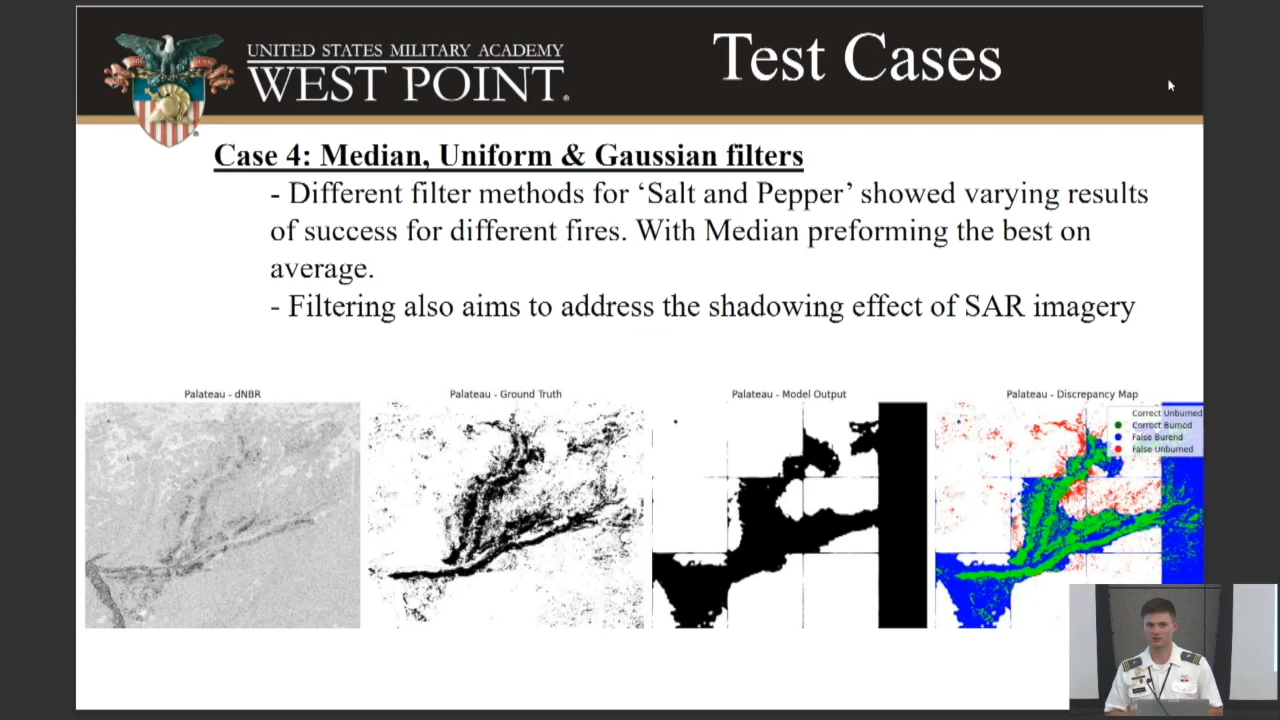 UNITED STATES MILITARY ACADEMY
WEST POINT.
Test Cases
Case 4: Median, Uniform & Gaussian filters
- Different filter methods for ‘Salt and Pepper’ showed varying results
of success for different fires. With Median preforming the best on
average.
- Filtering also aims to address the shadowing effect of SAR imagery
Palateau - dNBR
Palateau - Ground Truth
Palateau - Model Output
Palateau - Discrepancy Map
Correct Unburned
Correct Burned
False Burend
False Unburned